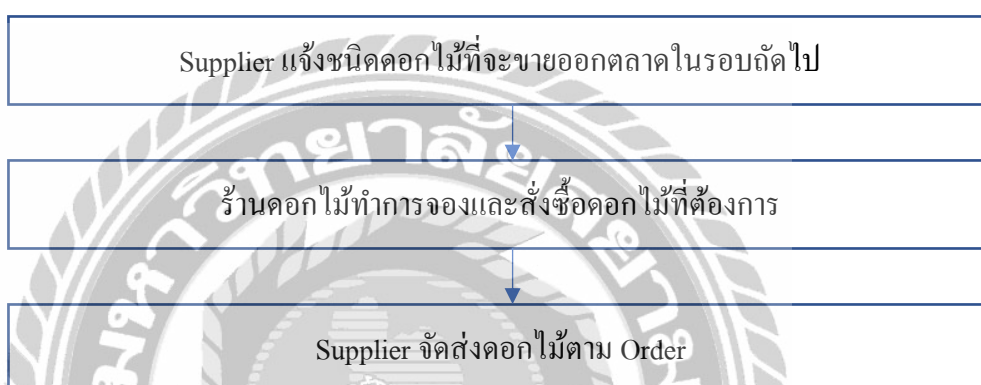 Supplier แจ้งชนิดดอกไม้ที่จะขายออกตลาดในรอบถัดไป
ร้านดอกไม้ทำการจองและสั่งซื้อดอกไม้ที่ต้องการ
Supplier จัดส่งดอกไม้ตาม Order